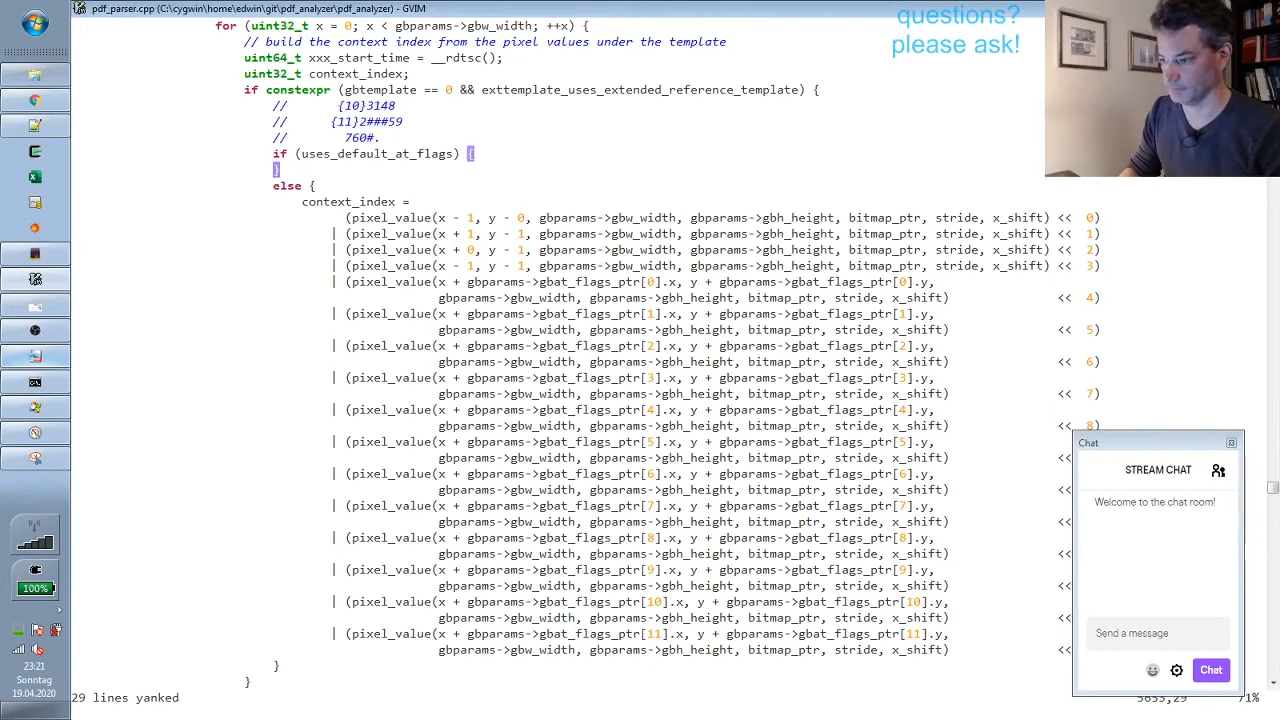 pdf_parser.cpp (C:\cygwin\home\edwin\git\pdf_analyzer\pdf_analyzer) - GVIM
for (uint32_t x = 0; x < gbparams->gbw_width; ++x) {
// build the context index from the pixel values under the template
uint64_t xxx_start_time = __rdtsc();
uint32_t context_index;
if constexpr (gbtemplate == 0 && exttemplate_uses_extended_reference_template) {
// {10}3148
// {11}2###59
// 760#.
if (uses_default_at_flags) {
}
else {
context_index =
(pixel_value(x - 1, y - 0, gbparams->gbw_width, gbparams->gbh_height, bitmap_ptr, stride, x_shift) << 0)
| (pixel_value(x + 1, y - 1, gbparams->gbw_width, gbparams->gbh_height, bitmap_ptr, stride, x_shift) << 1)
| (pixel_value(x + 0, y - 1, gbparams->gbw_width, gbparams->gbh_height, bitmap_ptr, stride, x_shift) << 2)
| (pixel_value(x - 1, y - 1, gbparams->gbw_width, gbparams->gbh_height, bitmap_ptr, stride, x_shift) << 3)
| (pixel_value(x + gbparams->gbat_flags_ptr[0].x, y + gbparams->gbat_flags_ptr[0].y,
gbparams->gbw_width, gbparams->gbh_height, bitmap_ptr, stride, x_shift) << 4)
| (pixel_value(x + gbparams->gbat_flags_ptr[1].x, y + gbparams->gbat_flags_ptr[1].y,
gbparams->gbw_width, gbparams->gbh_height, bitmap_ptr, stride, x_shift) << 5)
| (pixel_value(x + gbparams->gbat_flags_ptr[2].x, y + gbparams->gbat_flags_ptr[2].y,
gbparams->gbw_width, gbparams->gbh_height, bitmap_ptr, stride, x_shift) << 6)
| (pixel_value(x + gbparams->gbat_flags_ptr[3].x, y + gbparams->gbat_flags_ptr[3].y,
gbparams->gbw_width, gbparams->gbh_height, bitmap_ptr, stride, x_shift) << 7)
| (pixel_value(x + gbparams->gbat_flags_ptr[4].x, y + gbparams->gbat_flags_ptr[4].y,
gbparams->gbw_width, gbparams->gbh_height, bitmap_ptr, stride, x_shift) << 8)
| (pixel_value(x + gbparams->gbat_flags_ptr[5].x, y + gbparams->gbat_flags_ptr[5].y,
gbparams->gbw_width, gbparams->gbh_height, bitmap_ptr, stride, x_shift) <<
| (pixel_value(x + gbparams->gbat_flags_ptr[6].x, y + gbparams->gbat_flags_ptr[6].y,
gbparams->gbw_width, gbparams->gbh_height, bitmap_ptr, stride, x_shift) <<
| (pixel_value(x + gbparams->gbat_flags_ptr[7].x, y + gbparams->gbat_flags_ptr[7].y,
gbparams->gbw_width, gbparams->gbh_height, bitmap_ptr, stride, x_shift) <<
| (pixel_value(x + gbparams->gbat_flags_ptr[8].x, y + gbparams->gbat_flags_ptr[8].y,
gbparams->gbw_width, gbparams->gbh_height, bitmap_ptr, stride, x_shift) <<
| (pixel_value(x + gbparams->gbat_flags_ptr[9].x, y + gbparams->gbat_flags_ptr[9].y,
gbparams->gbw_width, gbparams->gbh_height, bitmap_ptr, stride, x_shift) <<
| (pixel_value(x + gbparams->gbat_flags_ptr[10].x, y + gbparams->gbat_flags_ptr[10].y,
gbparams->gbw_width, gbparams->gbh_height, bitmap_ptr, stride, x_shift) <<
| (pixel_value(x + gbparams->gbat_flags_ptr[11].x, y + gbparams->gbat_flags_ptr[11].y,
gbparams->gbw_width, gbparams->gbh_height, bitmap_ptr, stride, x_shift) <<
}
}
29 lines yanked
71%
questions?
please ask!
Chat
STREAM CHAT
Welcome to the chat room!
Send a message
Chat
100%
23:21
Sonntag
19.04.2020